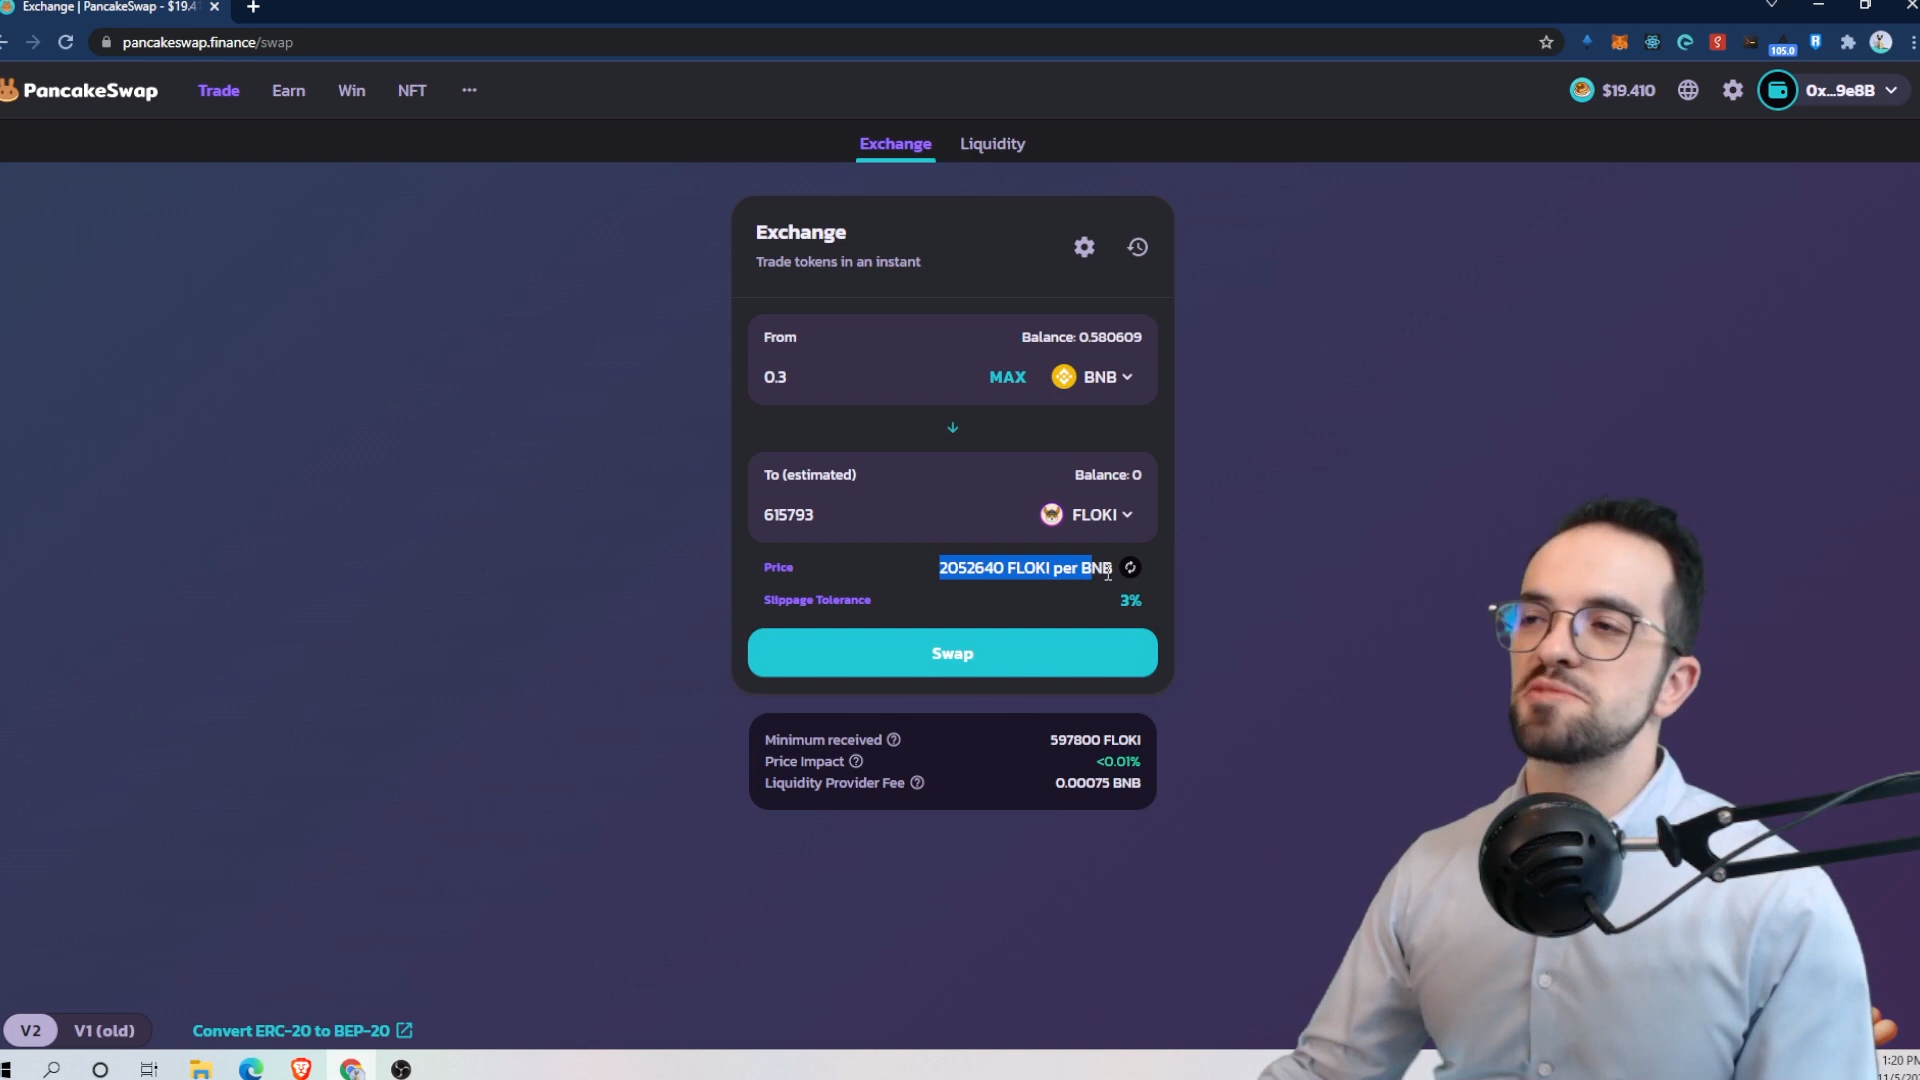 Exchange | PancakeSwap - $19.4
pancakeswap.finance/swap
105.0
PancakeSwap
Trade
Earn
Win
NFT
$19.410
0x...9e8B
Exchange
Liquidity
Exchange
Trade tokens in an instant
From
Balance: 0.580609
0.3
MAX
BNB
To (estimated)
Balance: 0
615793
FLOKI
Price
2052640 FLOKI per BNB
Slippage Tolerance
3%
Swap
Minimum received
597800 FLOKI
Price Impact
<0.01%
Liquidity Provider Fee
0.00075 BNB
V2
V1 (old)
Convert ERC-20 to BEP-20
1:20 PM